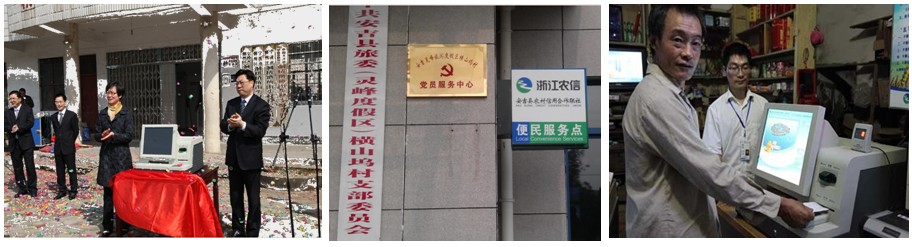 共安吉县旅委（灵峰度假区）横山坞村支部委员会
党员服务中心
浙江农信
安吉县农村信用合作联社
便民服务点
Local Convenience Services